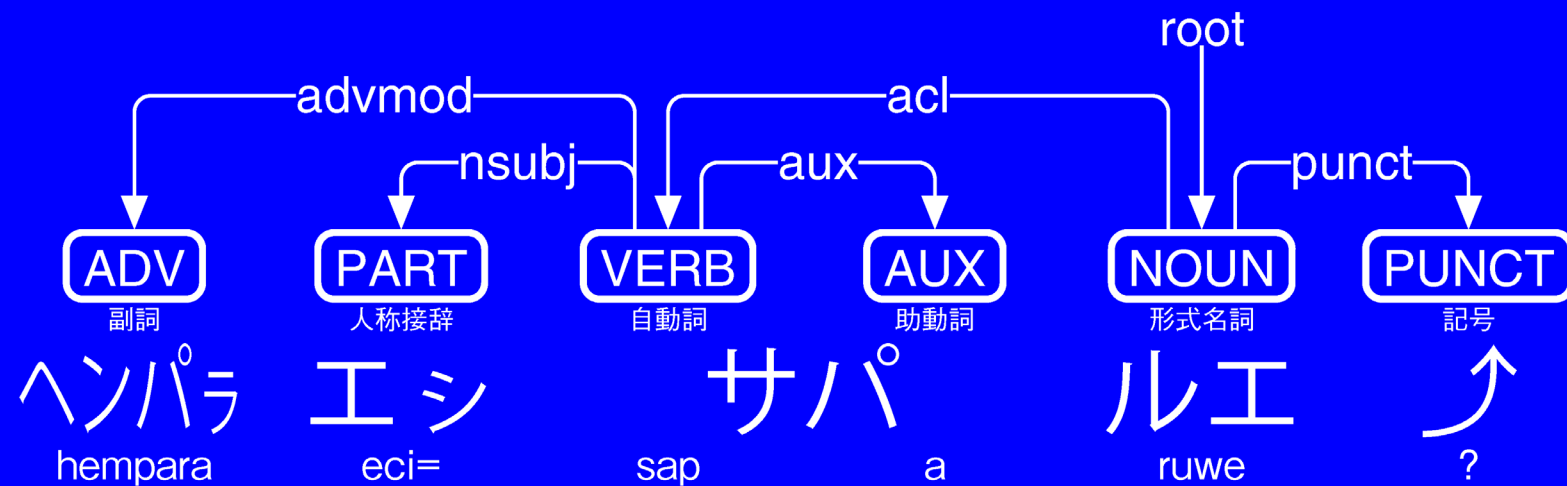 root
advmod acl
nsubj aux punct
ADV PART VERB AUX NOUN PUNCT
副詞 人称接辞 自動詞 助動詞 形式名詞 記号
ヘンパㇻ エㇱ サパ ルエ ⤴
hempara eci= sap a ruwe ?